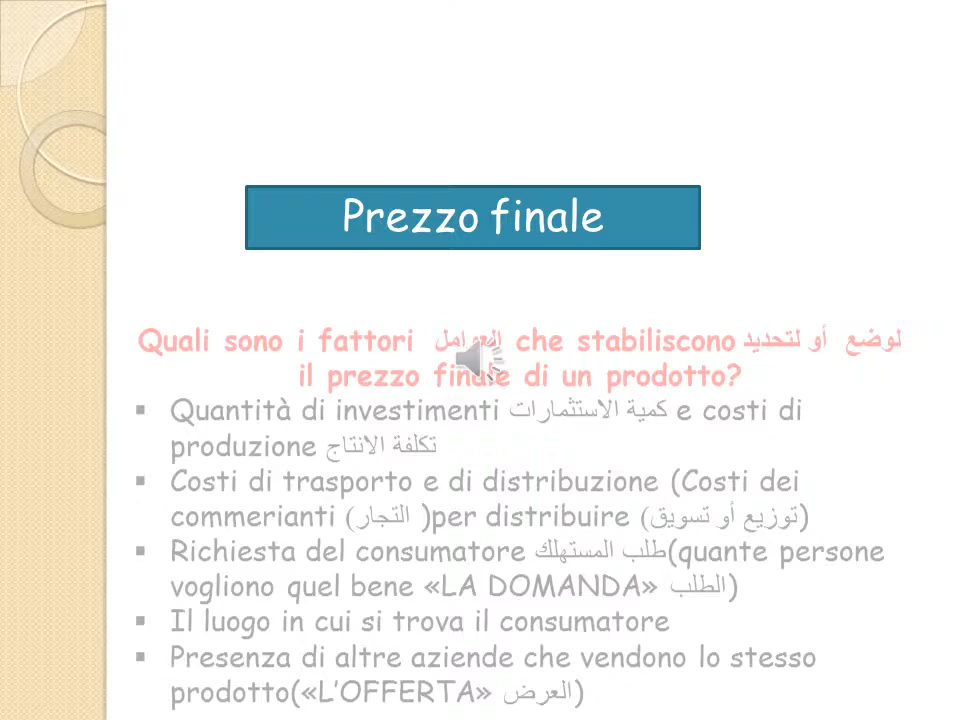 Prezzo finale
Quali sono i fattori العوامل che stabiliscono لوضع أو لتحديد
il prezzo finale di un prodotto?
▪ Quantità di investimenti كمية الاستثمارات e costi di
produzione تكلفة الانتاج
▪ Costi di trasporto e di distribuzione (Costi dei
commerianti (التجار )per distribuire (توزيع أو تسويق)
▪ Richiesta del consumatore طلب المستهلك(quante persone
vogliono quel bene «LA DOMANDA» الطلب)
▪ Il luogo in cui si trova il consumatore
▪ Presenza di altre aziende che vendono lo stesso
prodotto(«L’OFFERTA» العرض)